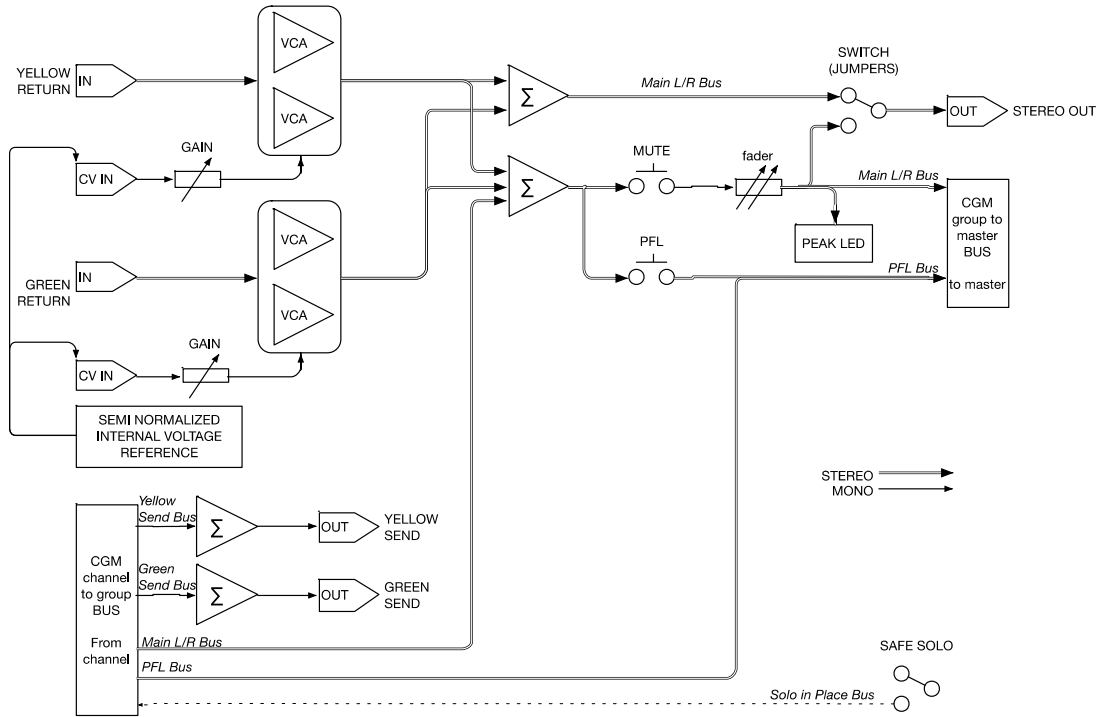 YELLOW
RETURN
IN
VCA
VCA
CV IN
GAIN
Σ
Main L/R Bus
SWITCH
(JUMPERS)
OUT
STEREO OUT
Σ
MUTE
fader
Main L/R Bus
PEAK LED
PFL
PFL Bus
CGM
group to
master
BUS
to master
GREEN
RETURN
IN
VCA
VCA
CV IN
GAIN
SEMI NORMALIZED
INTERNAL VOLTAGE
REFERENCE
STEREO
MONO
CGM
channel
to group
BUS
From
channel
Yellow
Send Bus
Σ
OUT
YELLOW
SEND
Green
Send Bus
Σ
OUT
GREEN
SEND
Main L/R Bus
PFL Bus
SAFE SOLO
Solo in Place Bus